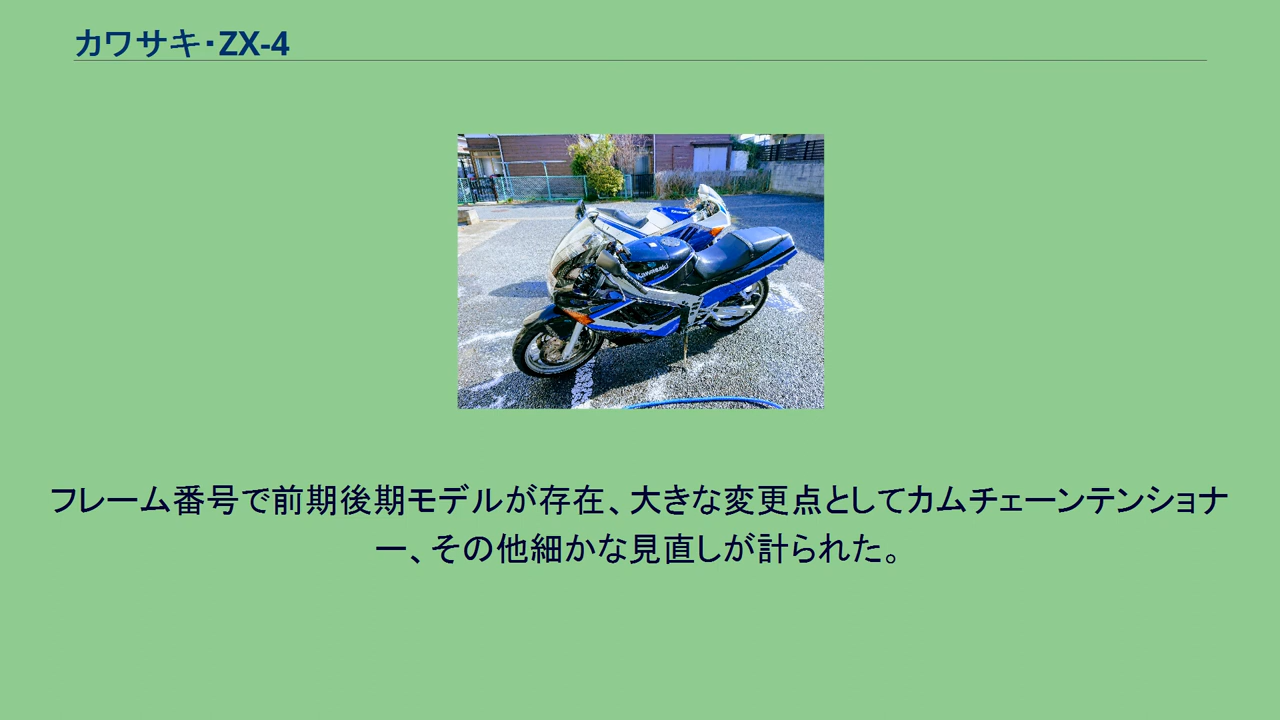 カワサキ・ZX-4
Kawasaki
フレーム番号で前期後期モデルが存在、大きな変更点としてカムチェーンテンショナ
ー、その他細かな見直しが計られた。